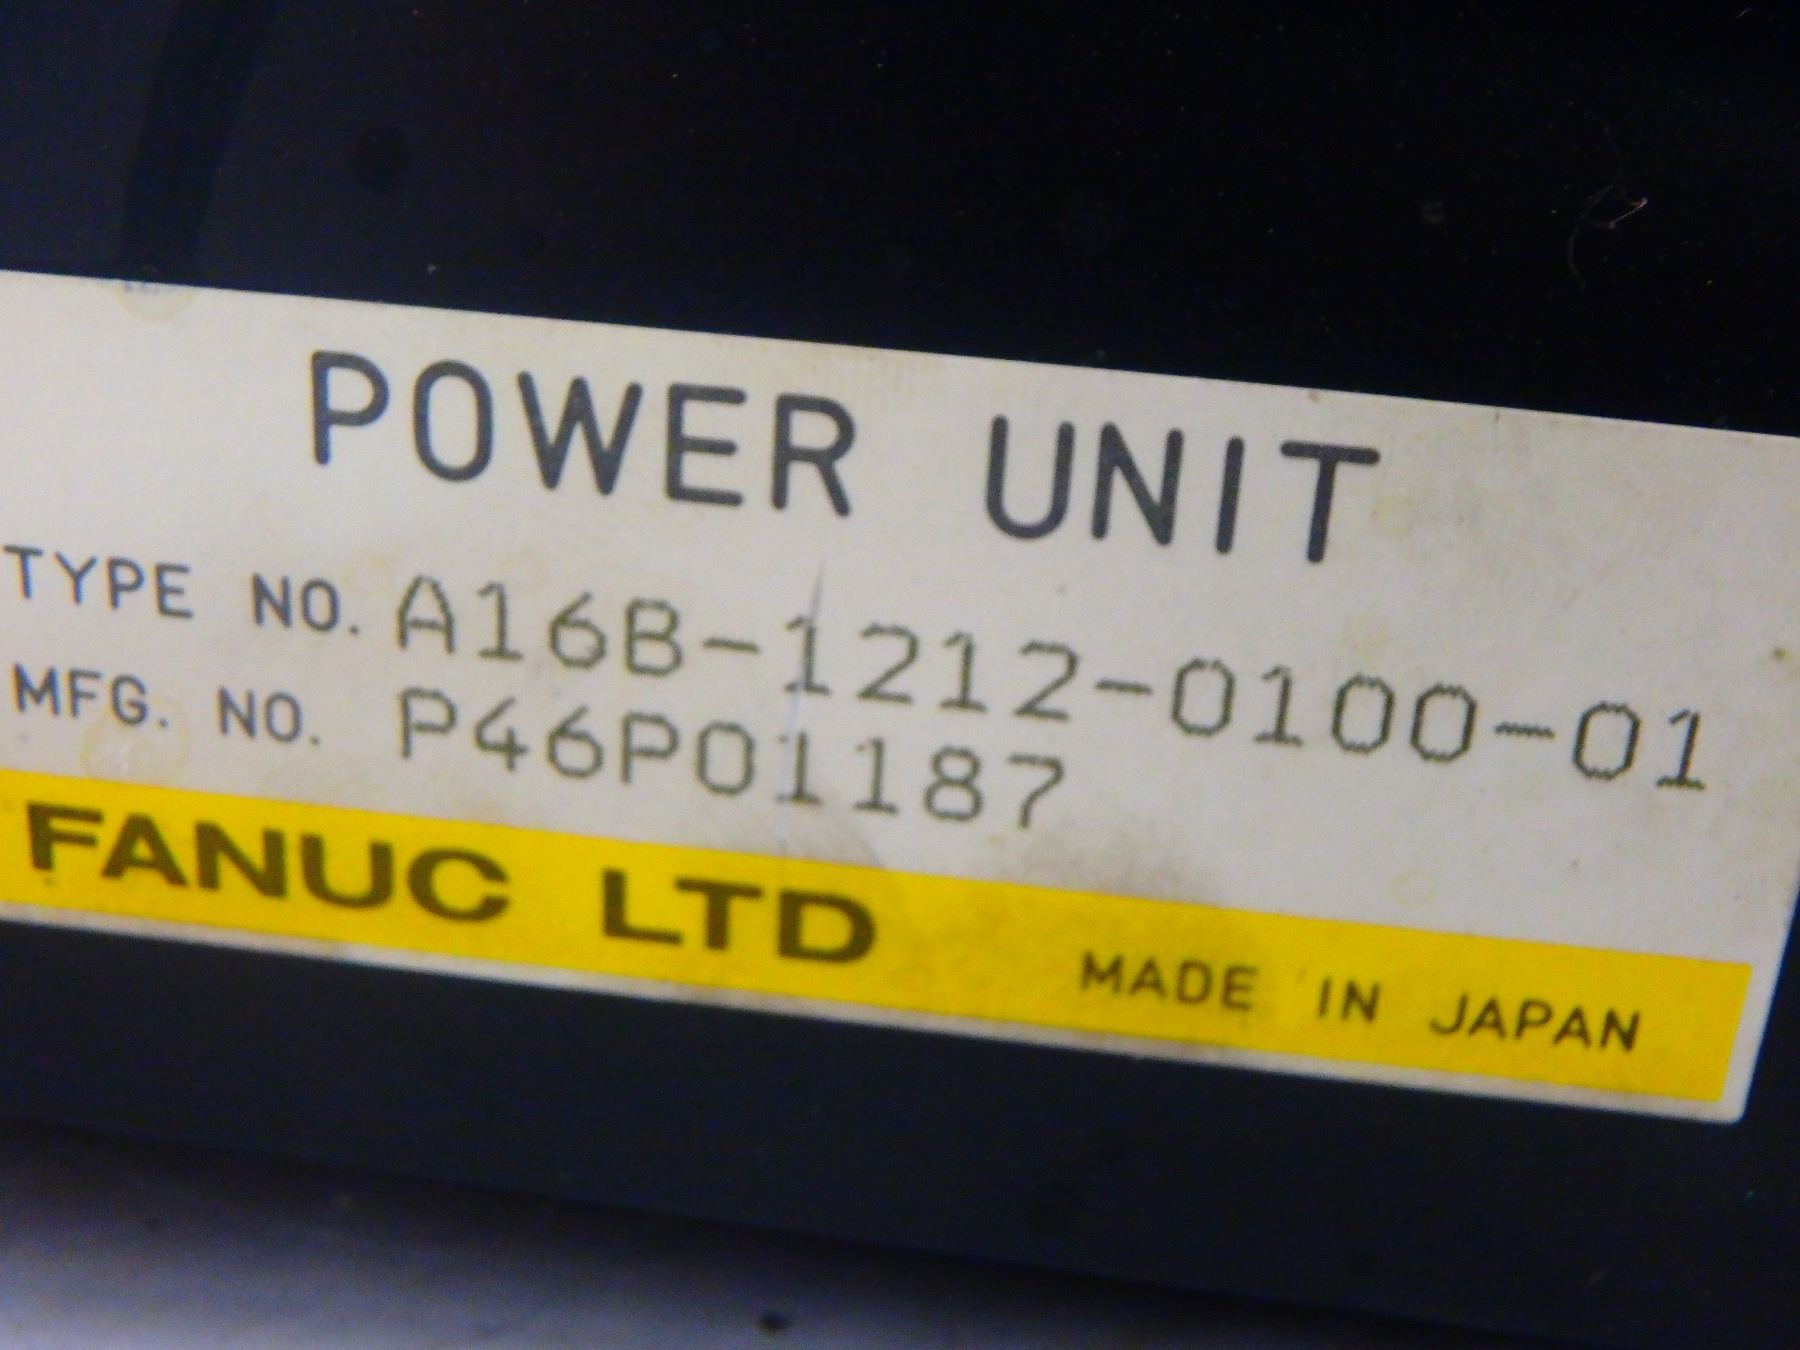 POWER UNIT
TYPE NO. A16B-1212-0100-01
MFG. NO. P46P01187
FANUC LTD MADE IN JAPAN